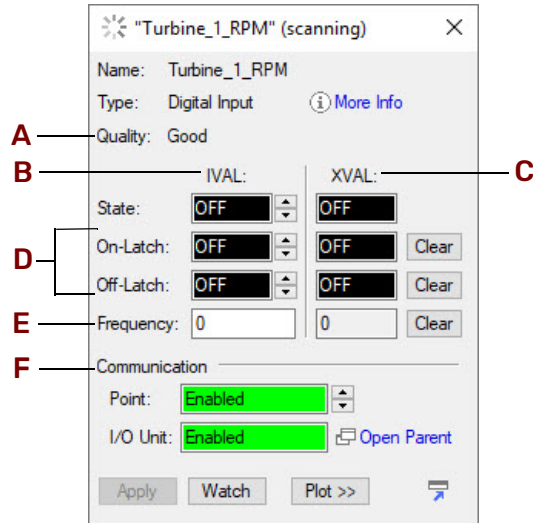 "Turbine_1_RPM" (scanning)
Name: Turbine_1_RPM
Type: Digital Input More Info
A Quality: Good
B IVAL: XVAL: C
State: OFF OFF
D On-Latch: OFF OFF Clear
Off-Latch: OFF OFF Clear
E Frequency: 0 0 Clear
F Communication
Point: Enabled
I/O Unit: Enabled Open Parent
Apply Watch Plot >>